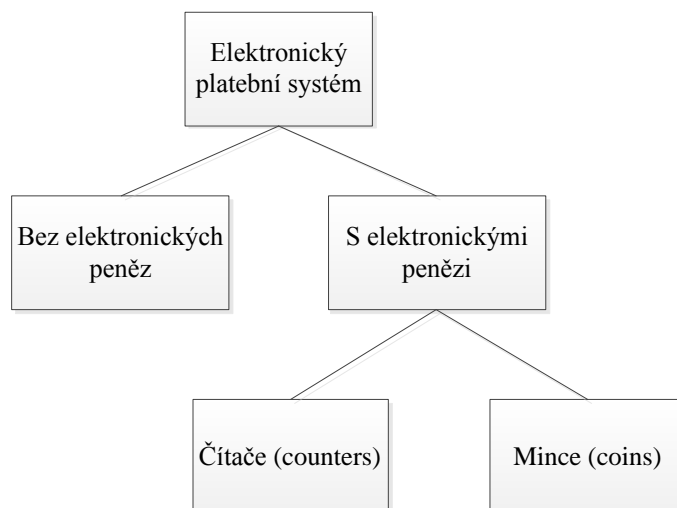 Elektronický
platební systém
Bez elektronických
peněz
S elektronickými
penězi
Čítače (counters)
Mince (coins)